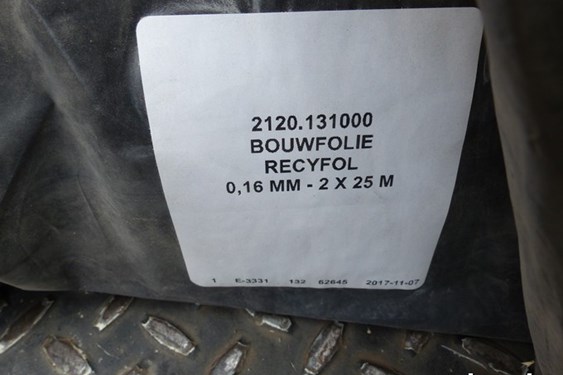 2120.131000
BOUWFOLIE
RECYFOL
0,16 MM - 2 X 25 M
1 E-3331 132 62645 2017-11-07